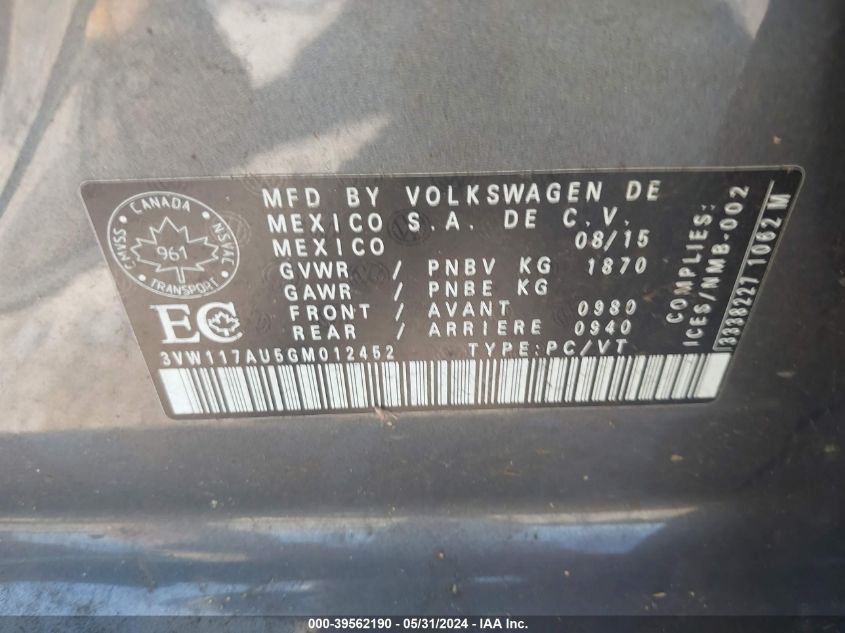 MFD BY VOLKSWAGEN DE
MEXICO S.A. DE C.V.
MEXICO 08/15
GVWR / PNBV KG 1870
GAWR / PNBE KG
FRONT / AVANT 0980
REAR / ARRIERE 0940
3VW117AU5GM012452 TYPE:PC/VT
CANADA
CMVSS NSVAC
961
TRANSPORT
EC
COMPLIES:
ICES/NMB-002
3338227 1062 M
000-39562190 - 05/31/2024 - IAA Inc.